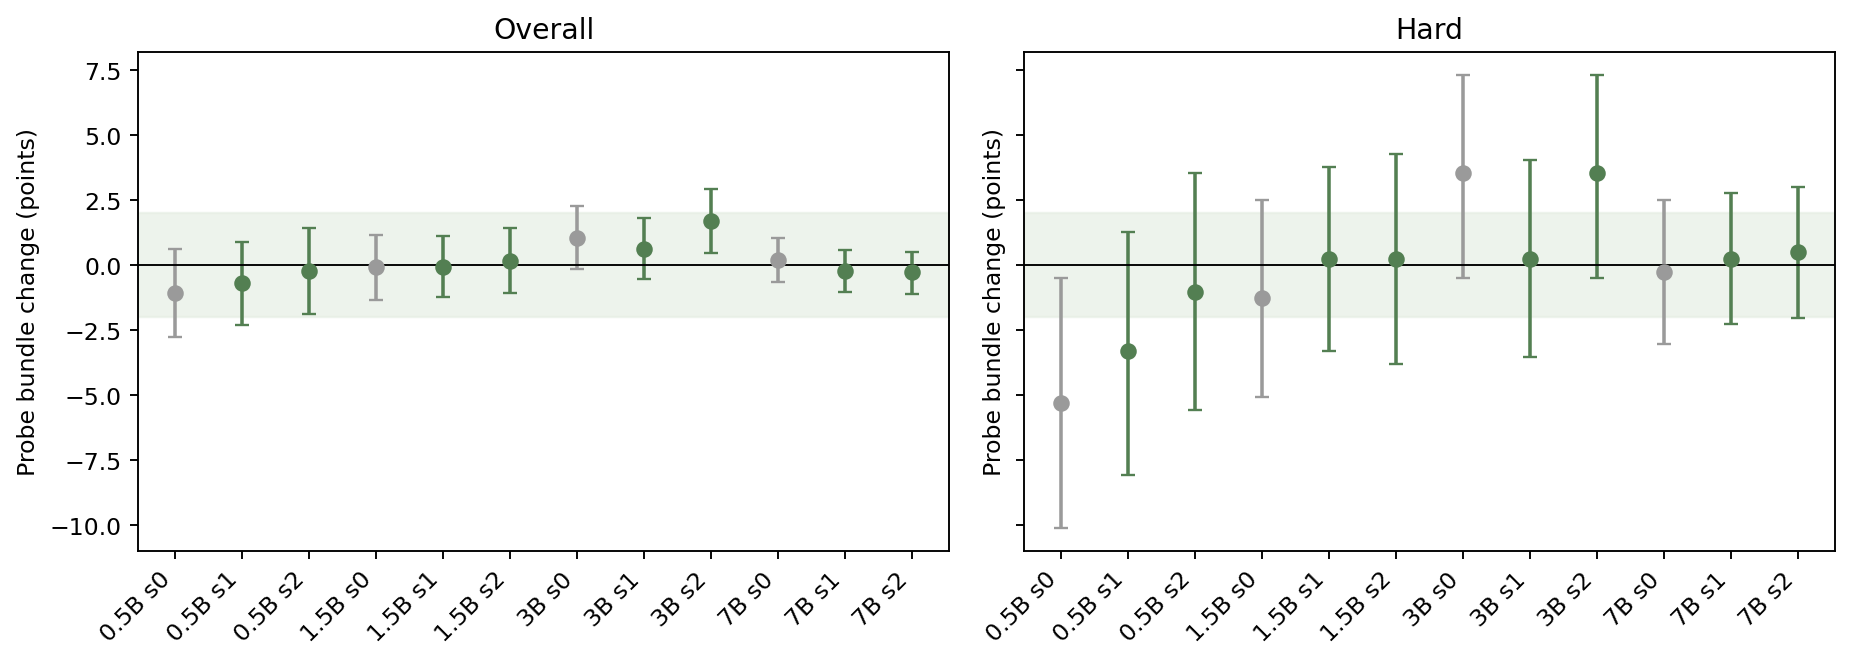 Overall
Probe bundle change (points)
7.5
5.0
2.5
0.0
−2.5
−5.0
−7.5
−10.0
0.5B s0
0.5B s1
0.5B s2
1.5B s0
1.5B s1
1.5B s2
3B s0
3B s1
3B s2
7B s0
7B s1
7B s2
Hard
Probe bundle change (points)
0.5B s0
0.5B s1
0.5B s2
1.5B s0
1.5B s1
1.5B s2
3B s0
3B s1
3B s2
7B s0
7B s1
7B s2